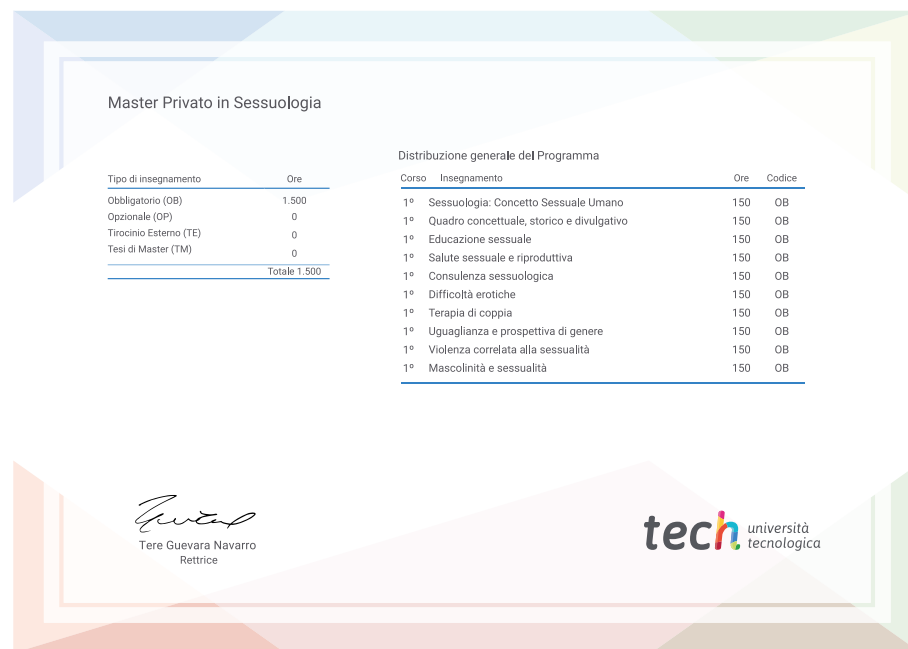 Master Privato in Sessuologia
Tipo di insegnamento Ore
Obbligatorio (OB) 1.500
Opzionale (OP) 0
Tirocinio Esterno (TE) 0
Tesi di Master (TM) 0
Totale 1.500
Distribuzione generale del Programma
Corso Insegnamento Ore Codice
1º Sessuologia: Concetto Sessuale Umano 150 OB
1º Quadro concettuale, storico e divulgativo 150 OB
1º Educazione sessuale 150 OB
1º Salute sessuale e riproduttiva 150 OB
1º Consulenza sessuologica 150 OB
1º Difficoltà erotiche 150 OB
1º Terapia di coppia 150 OB
1º Uguaglianza e prospettiva di genere 150 OB
1º Violenza correlata alla sessualità 150 OB
1º Mascolinità e sessualità 150 OB
Tere Guevara Navarro
Rettrice
tech università
tecnologica